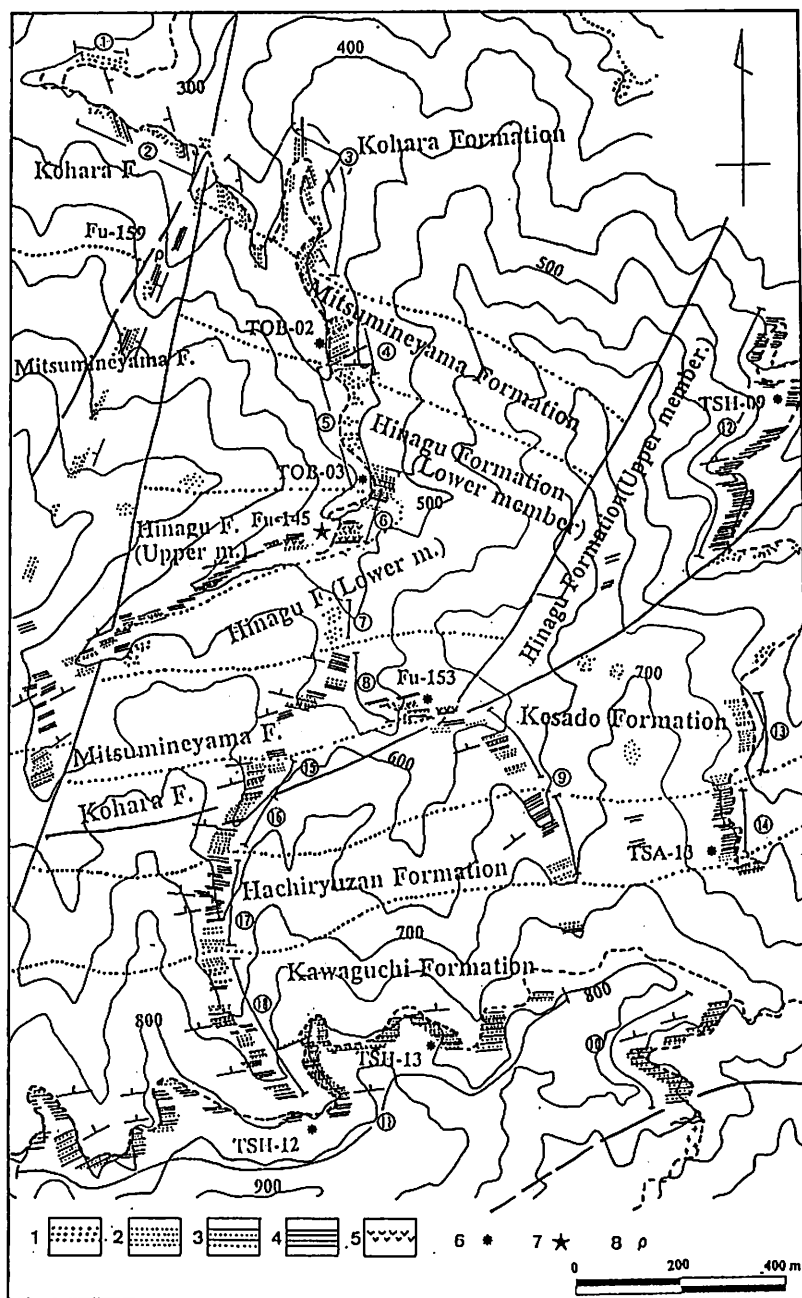 ①
400
300
②
③
Kohara Formation
Kohara F.
Fu-159
500
TOB-02
Mitsumineyama Formation
Mitsumineyama F.
④
TSH-09
⑫
⑤
Hinagu Formation
(Lower member.)
Hinagu Formation(Upper member.)
TOB-03
500
Hinagu F.
(Upper m.)
Fu-145
⑥
Hinagu F. (Lower m.)
⑦
700
⑧
Fu-153
Kosado Formation
⑬
Mitsumineyama F.
⑮
600
⑨
Kohara F.
⑯
⑭
TSA-13
Hachiryuzan Formation
⑰
700
Kawaguchi Formation
⑱
800
800
⑩
TSH-13
TSH-12
⑪
900
1
2
3
4
5
6
7
8 ρ
0 200 400 m